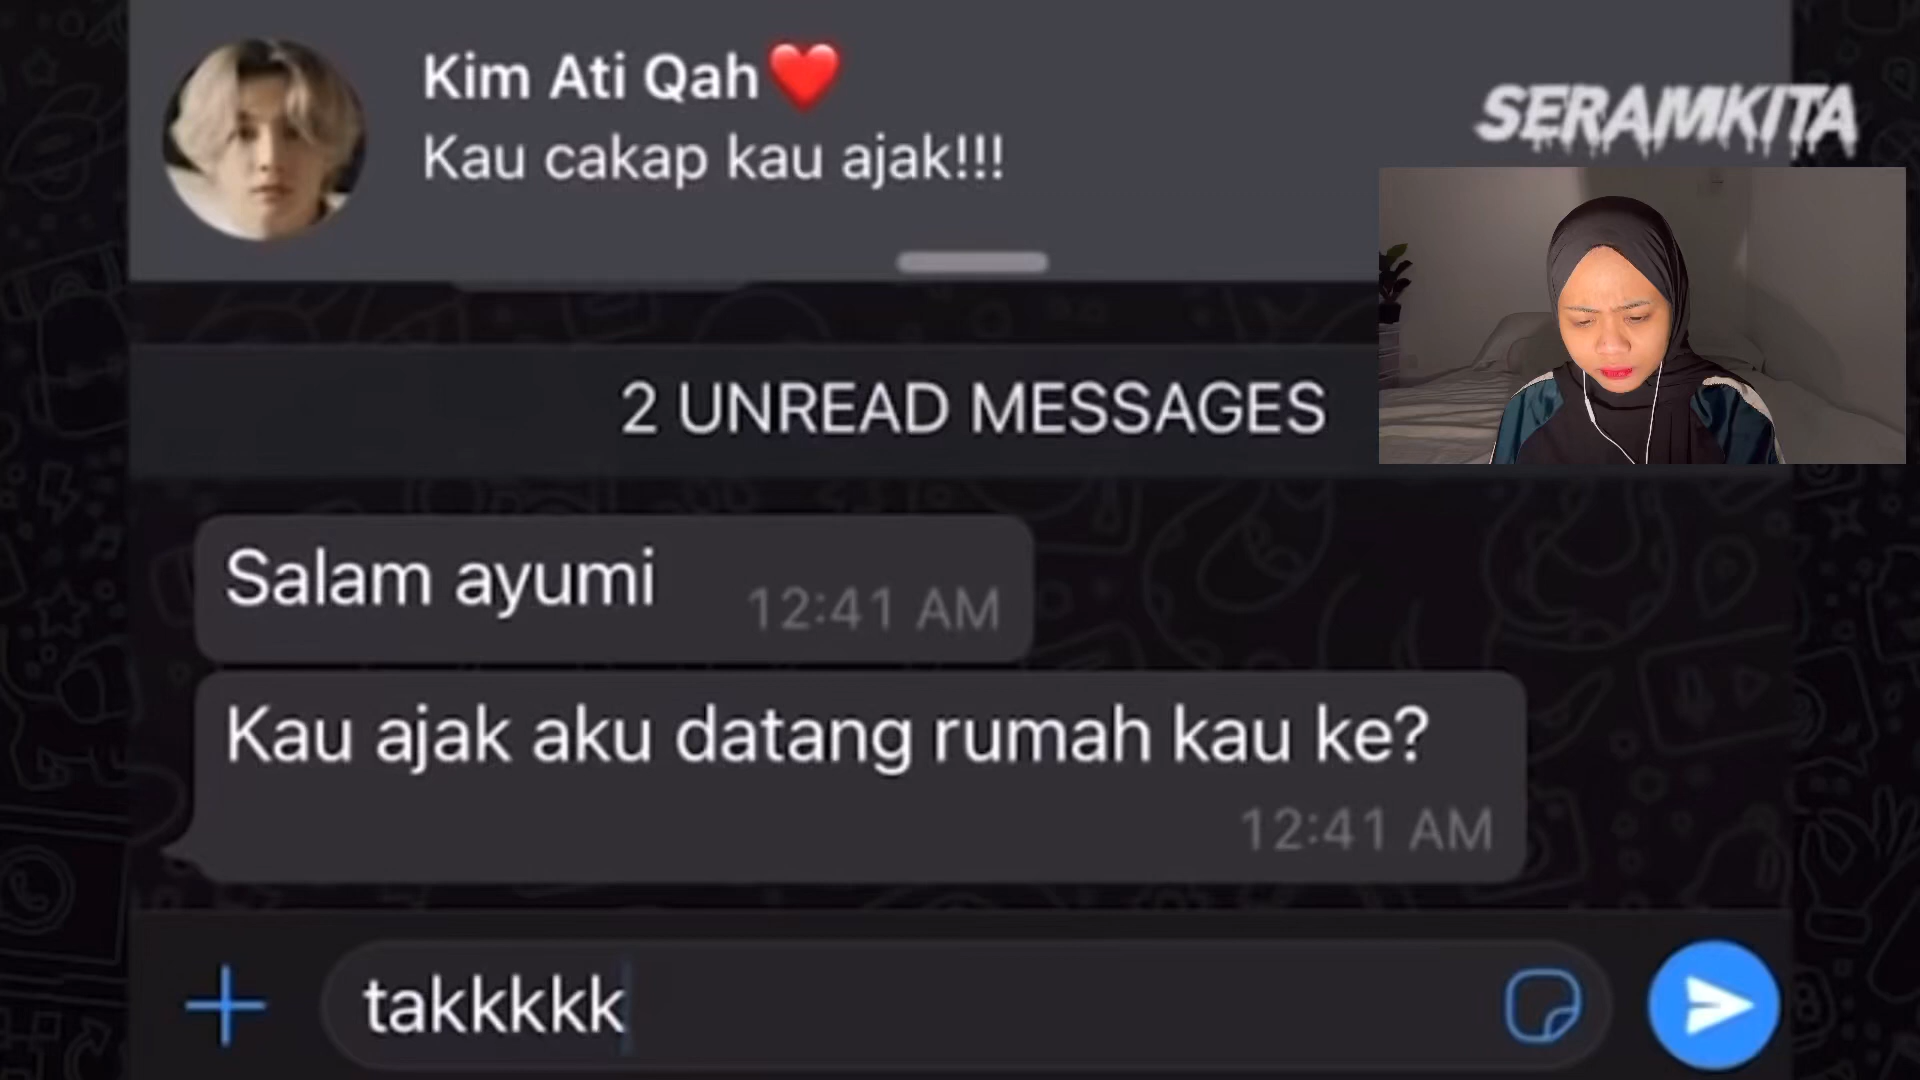 Kim Ati Qah❤️
Kau cakap kau ajak!!!
SERAMKITA
2 UNREAD MESSAGES
Salam ayumi
12:41 AM
Kau ajak aku datang rumah kau ke?
12:41 AM
takkkkk